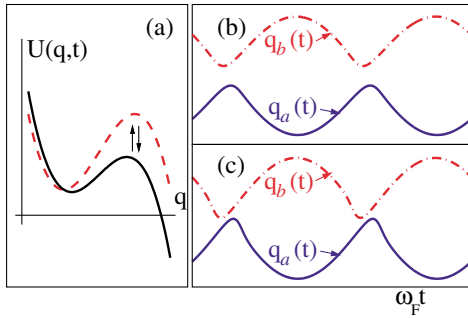 (a)
U(q,t)
q
(b)
q_b(t)
q_a(t)
(c)
q_b(t)
q_a(t)
ω_F t